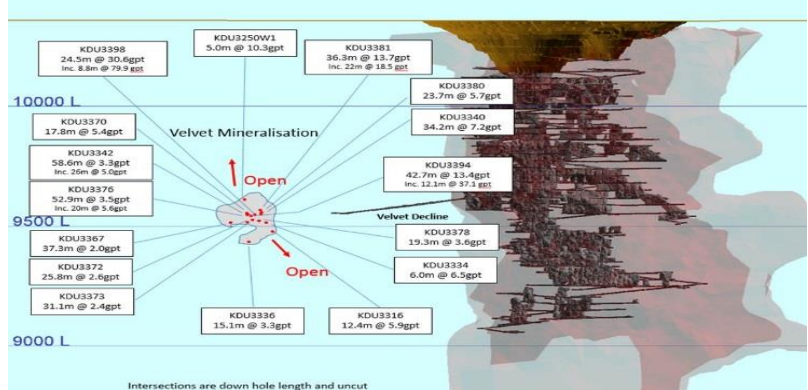 KDU3398
24.5m @ 30.6gpt
Inc. 8.8m @ 79.9 gpt
KDU3250W1
5.0m @ 10.3gpt
KDU3381
36.3m @ 13.7gpt
Inc. 22m @ 18.5 gpt
KDU3380
23.7m @ 5.7gpt
10000 L
KDU3370
17.8m @ 5.4gpt
Velvet Mineralisation
KDU3340
34.2m @ 7.2gpt
KDU3342
58.6m @ 3.3gpt
Inc. 26m @ 5.0gpt
KDU3394
42.7m @ 13.4gpt
Inc. 12.1m @ 37.1 gpt
Open
KDU3376
52.9m @ 3.5gpt
Inc. 20m @ 5.6gpt
Velvet Decline
9500 L
KDU3367
37.3m @ 2.0gpt
KDU3378
19.3m @ 3.6gpt
KDU3372
25.8m @ 2.6gpt
Open
KDU3334
6.0m @ 6.5gpt
KDU3373
31.1m @ 2.4gpt
KDU3336
15.1m @ 3.3gpt
KDU3316
12.4m @ 5.9gpt
9000 L
Intersections are down hole length and uncut